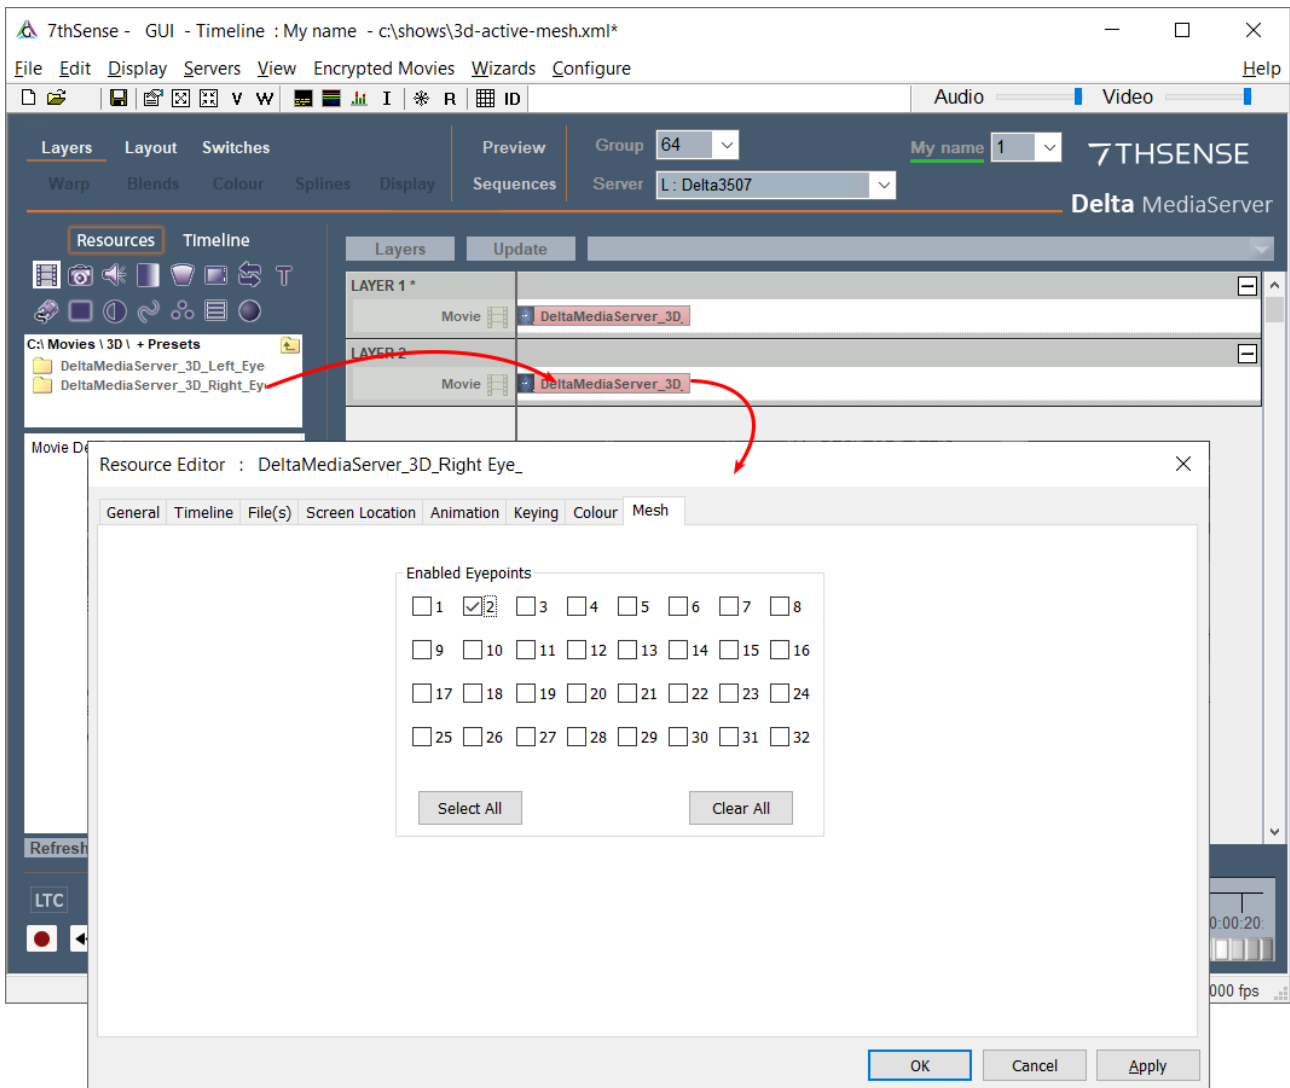 7thSense - GUI - Timeline : My name - c:\shows\3d-active-mesh.xml*
File Edit Display Servers View Encrypted Movies Wizards Configure Help
V W I R ID Audio Video
Layers Layout Switches Preview Group 64 My name 1 7THSENSE
Warp Blends Colour Splines Display Sequences Server L : Delta3507
Delta MediaServer
Resources Timeline
Layers Update
T
LAYER 1 *
Movie DeltaMediaServer_3D_
C:\ Movies \ 3D \ + Presets
LAYER 2
DeltaMediaServer_3D_Left_Eye
DeltaMediaServer_3D_Right_Ey
Movie DeltaMediaServer_3D_
Movie De
Resource Editor : DeltaMediaServer_3D_Right Eye_
General Timeline File(s) Screen Location Animation Keying Colour Mesh
Enabled Eyepoints
1 2 3 4 5 6 7 8
9 10 11 12 13 14 15 16
17 18 19 20 21 22 23 24
25 26 27 28 29 30 31 32
Select All Clear All
Refresh
LTC
0:00:20:
000 fps
OK Cancel Apply